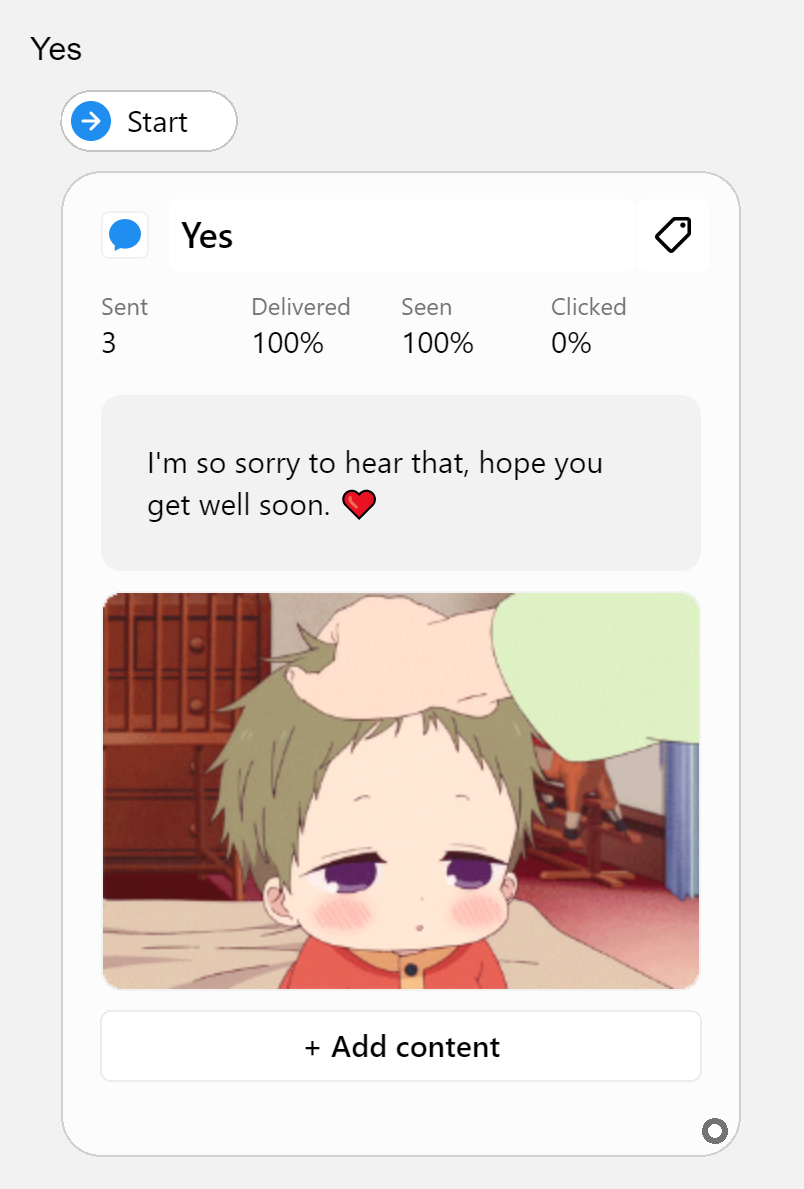 Yes
Start
Yes
Sent Delivered Seen Clicked
3 100% 100% 0%
I'm so sorry to hear that, hope you
get well soon. ❤️
+ Add content